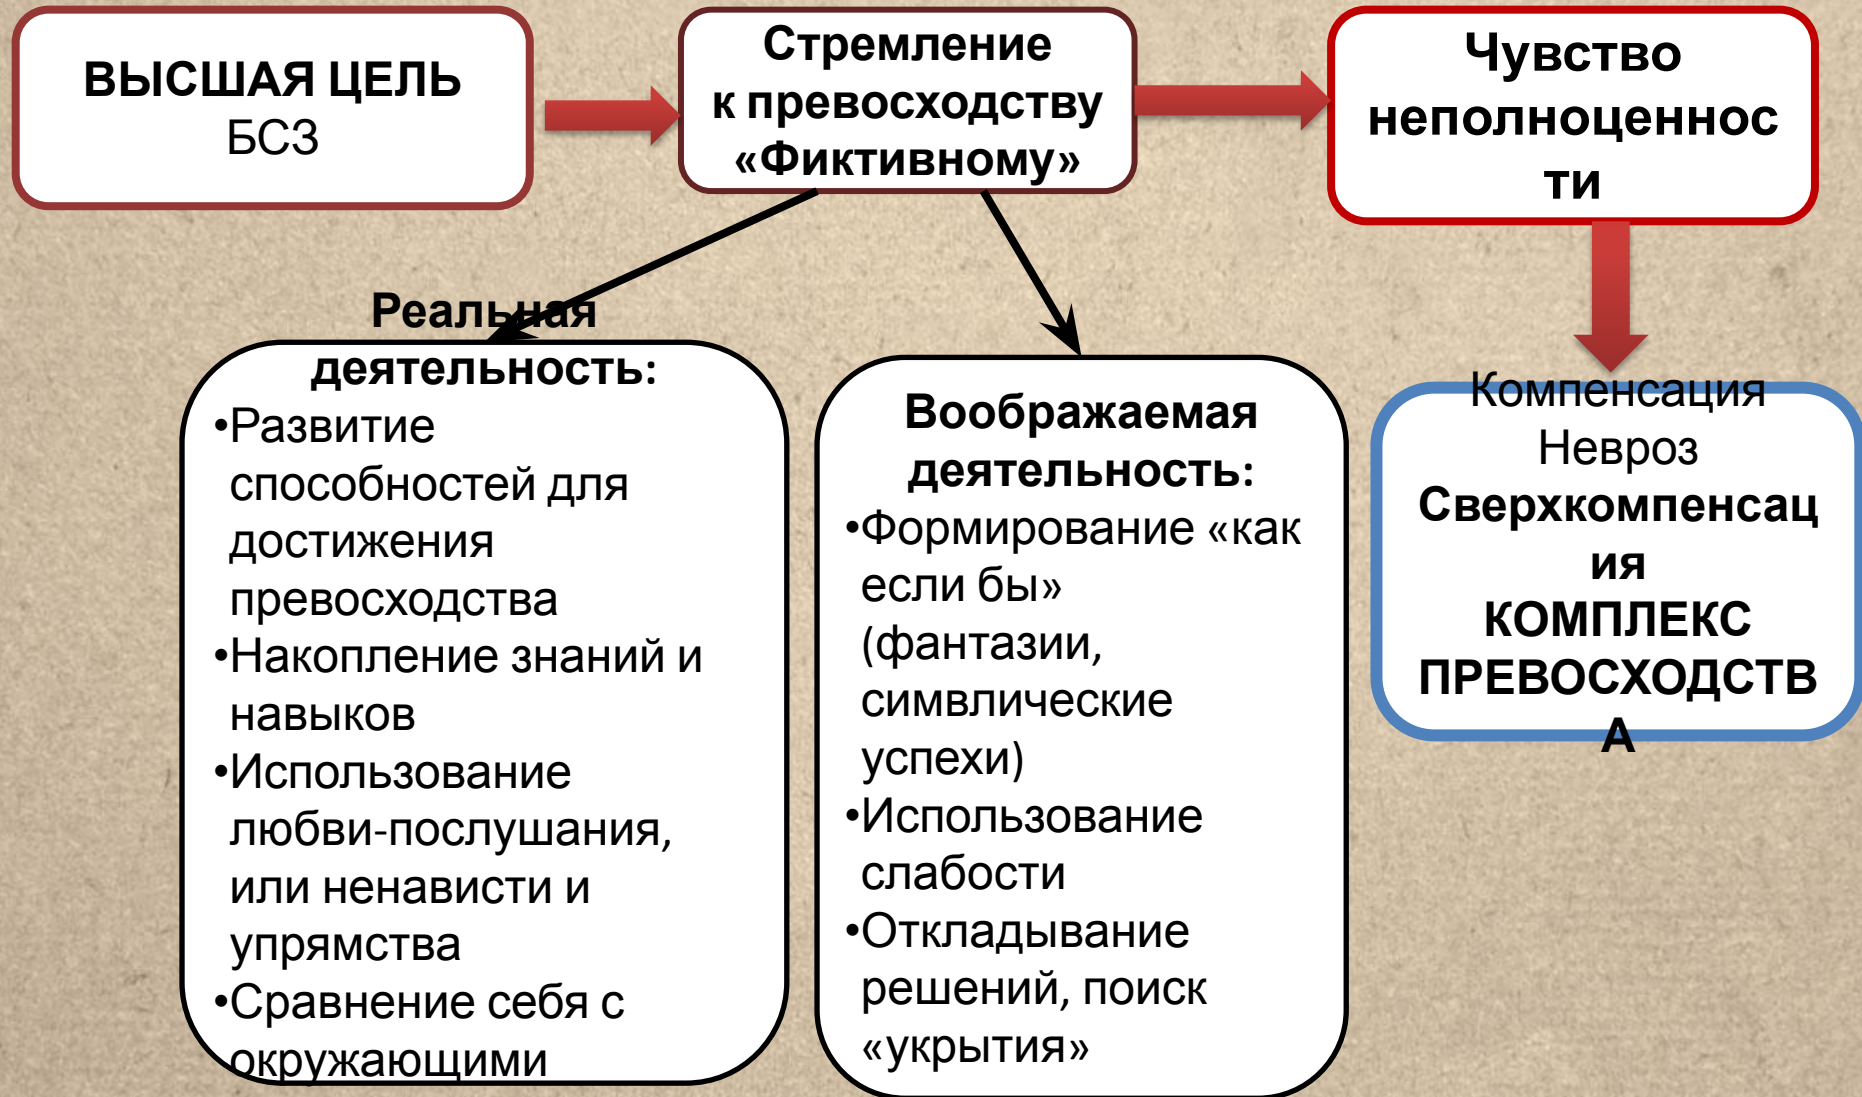 ВЫСШАЯ ЦЕЛЬ
БСЗ
Стремление
к превосходству
«Фиктивному»
Чувство
неполноценнос
ти
Реальная
деятельность:
•Развитие
способностей для
достижения
превосходства
•Накопление знаний и
навыков
•Использование
любви-послушания,
или ненависти и
упрямства
•Сравнение себя с
окружающими
Воображаемая
деятельность:
•Формирование «как
если бы»
(фантазии,
симвлические
успехи)
•Использование
слабости
•Откладывание
решений, поиск
«укрытия»
Компенсация
Невроз
Сверхкомпенсац
ия
КОМПЛЕКС
ПРЕВОСХОДСТВ
А